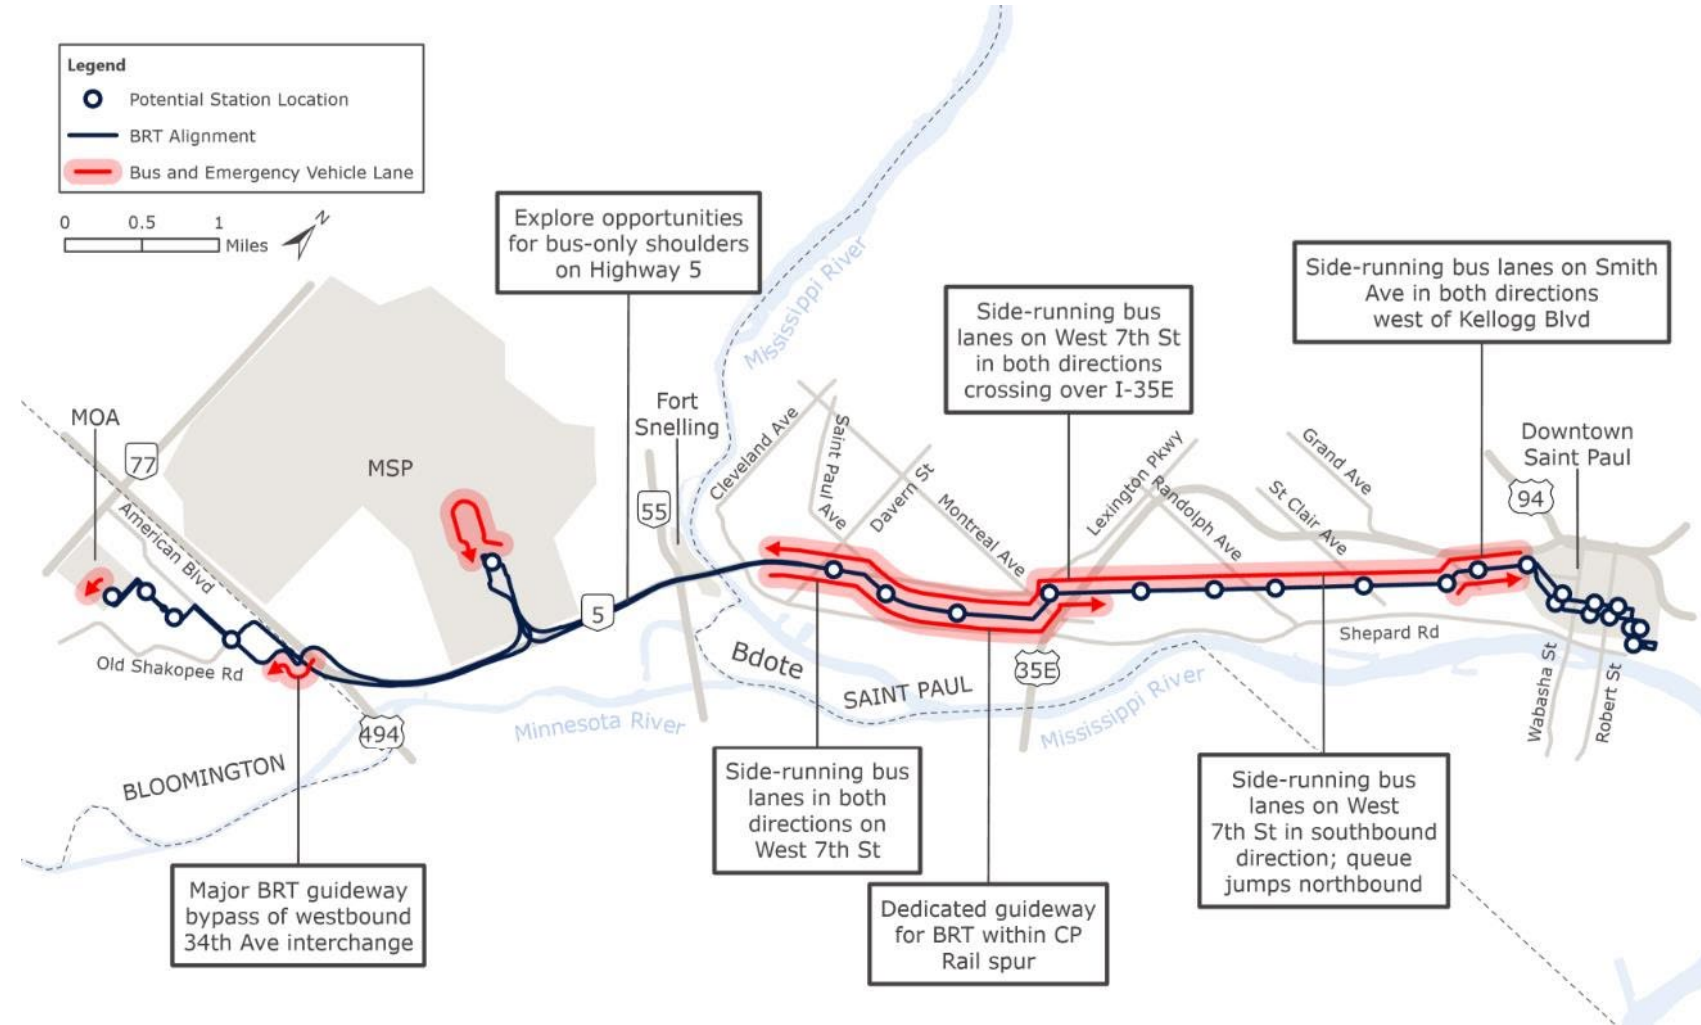 Legend
Potential Station Location
BRT Alignment
Bus and Emergency Vehicle Lane
0 0.5 1
Miles
N
Explore opportunities
for bus-only shoulders
on Highway 5
Side-running bus
lanes on West 7th St
in both directions
crossing over I-35E
Side-running bus lanes on Smith
Ave in both directions
west of Kellogg Blvd
Mississippi River
MOA
77
MSP
Fort
Snelling
55
Cleveland Ave
Saint Paul Ave
Davern St
Montreal Ave
Lexington Pkwy
Randolph Ave
St Clair Ave
Grand Ave
94
Downtown
Saint Paul
American Blvd
Old Shakopee Rd
5
494
Bdote
SAINT PAUL
35E
Shepard Rd
Mississippi River
Minnesota River
Wabasha St
Robert St
BLOOMINGTON
Major BRT guideway
bypass of westbound
34th Ave interchange
Side-running bus
lanes in both
directions on
West 7th St
Dedicated guideway
for BRT within CP
Rail spur
Side-running bus
lanes on West
7th St in southbound
direction; queue
jumps northbound